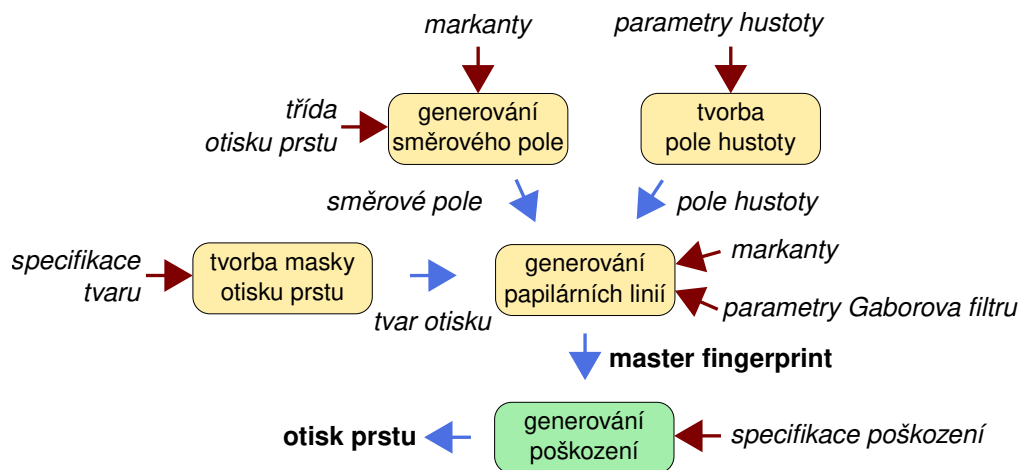 markanty
parametry hustoty
třída
otisku prstu
generování
směrového pole
tvorba
pole hustoty
směrové pole
pole hustoty
specifikace
tvaru
tvorba masky
otisku prstu
tvar otisku
generování
papilárních linií
markanty
parametry Gaborova filtru
master fingerprint
otisk prstu
generování
poškození
specifikace poškození